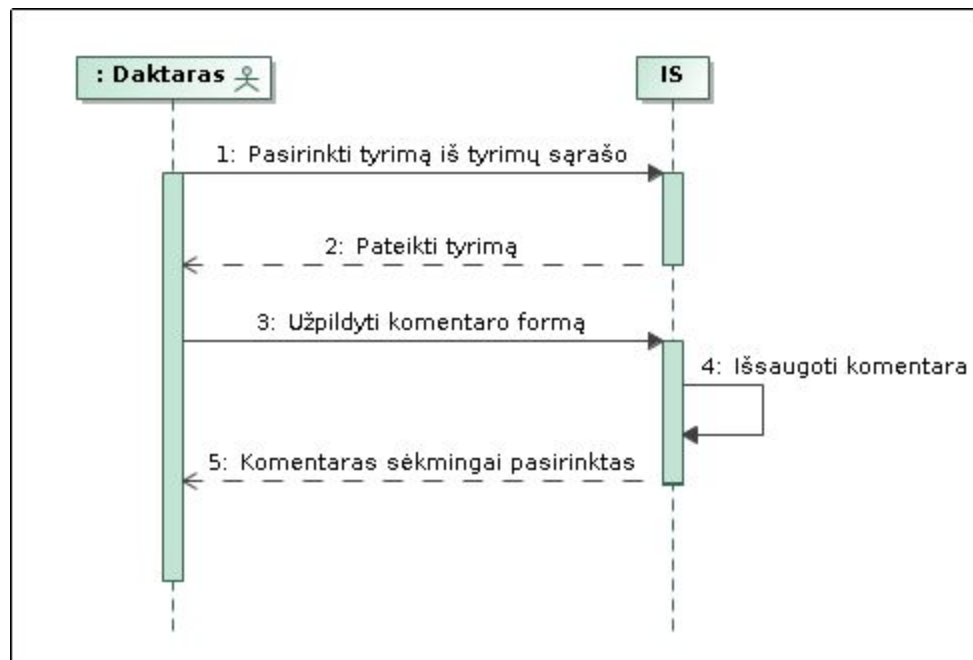 : Daktaras
IS
1: Pasirinkti tyrimą iš tyrimų sąrašo
2: Pateikti tyrimą
3: Užpildyti komentaro formą
4: Išsaugoti komentara
5: Komentaras sėkmingai pasirinktas